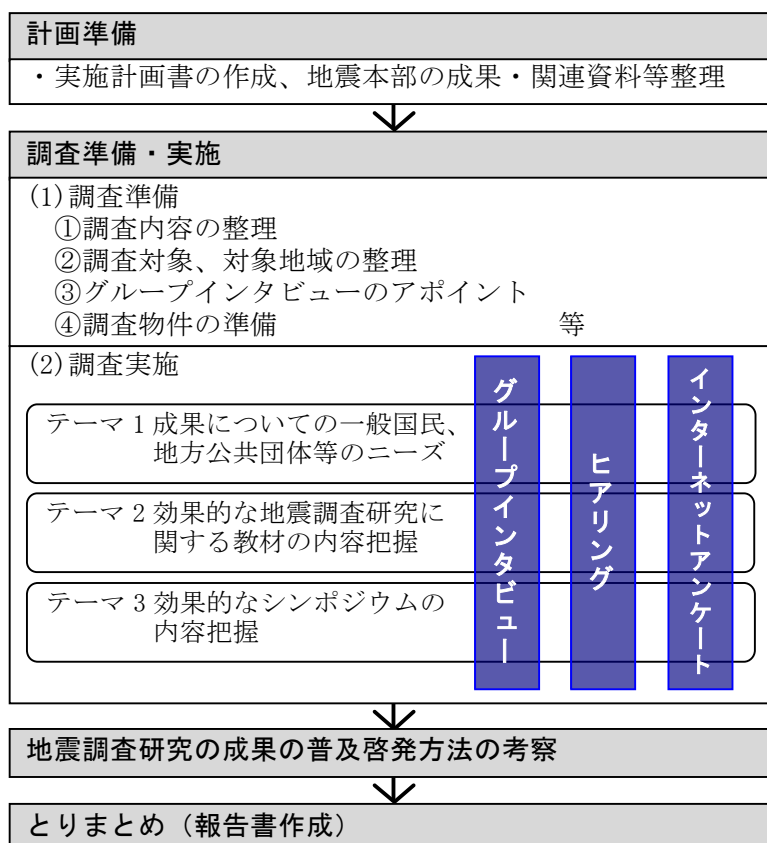 計画準備
・実施計画書の作成、地震本部の成果・関連資料等整理
調査準備・実施
(1)調査準備
①調査内容の整理
②調査対象、対象地域の整理
③グループインタビューのアポイント
④調査物件の準備 等
(2)調査実施
テーマ1 成果についての一般国民、
地方公共団体等のニーズ
テーマ2 効果的な地震調査研究に
関する教材の内容把握
テーマ3 効果的なシンポジウムの
内容把握
グループインタビュー
ヒアリング
インターネットアンケート
地震調査研究の成果の普及啓発方法の考察
とりまとめ（報告書作成）